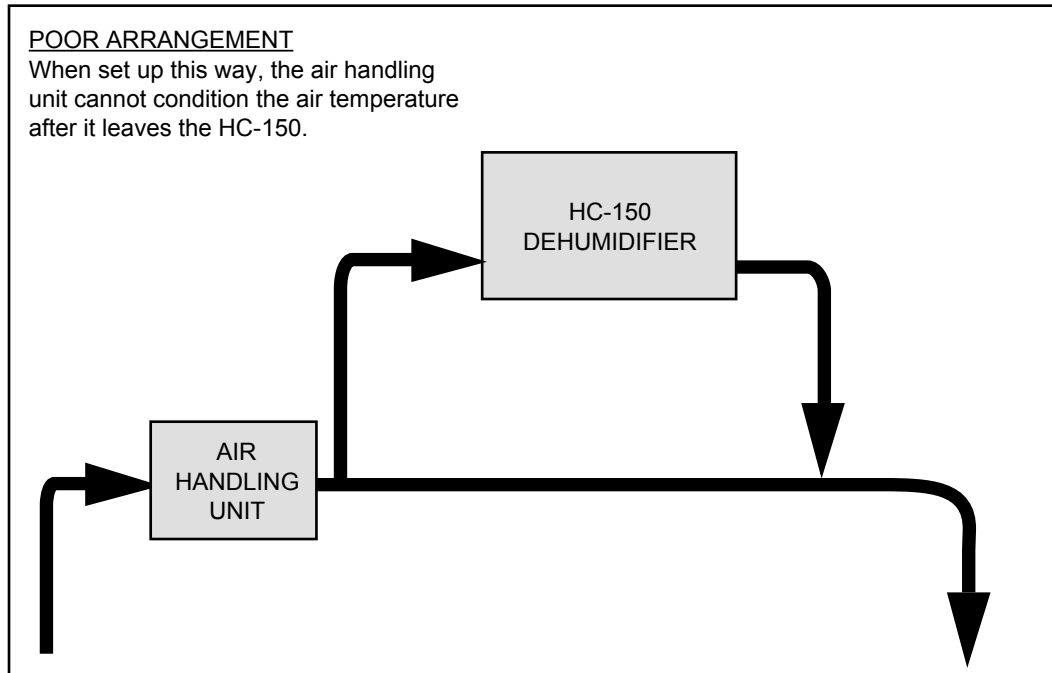 POOR ARRANGEMENT
When set up this way, the air handling
unit cannot condition the air temperature
after it leaves the HC-150.
HC-150
DEHUMIDIFIER
AIR
HANDLING
UNIT